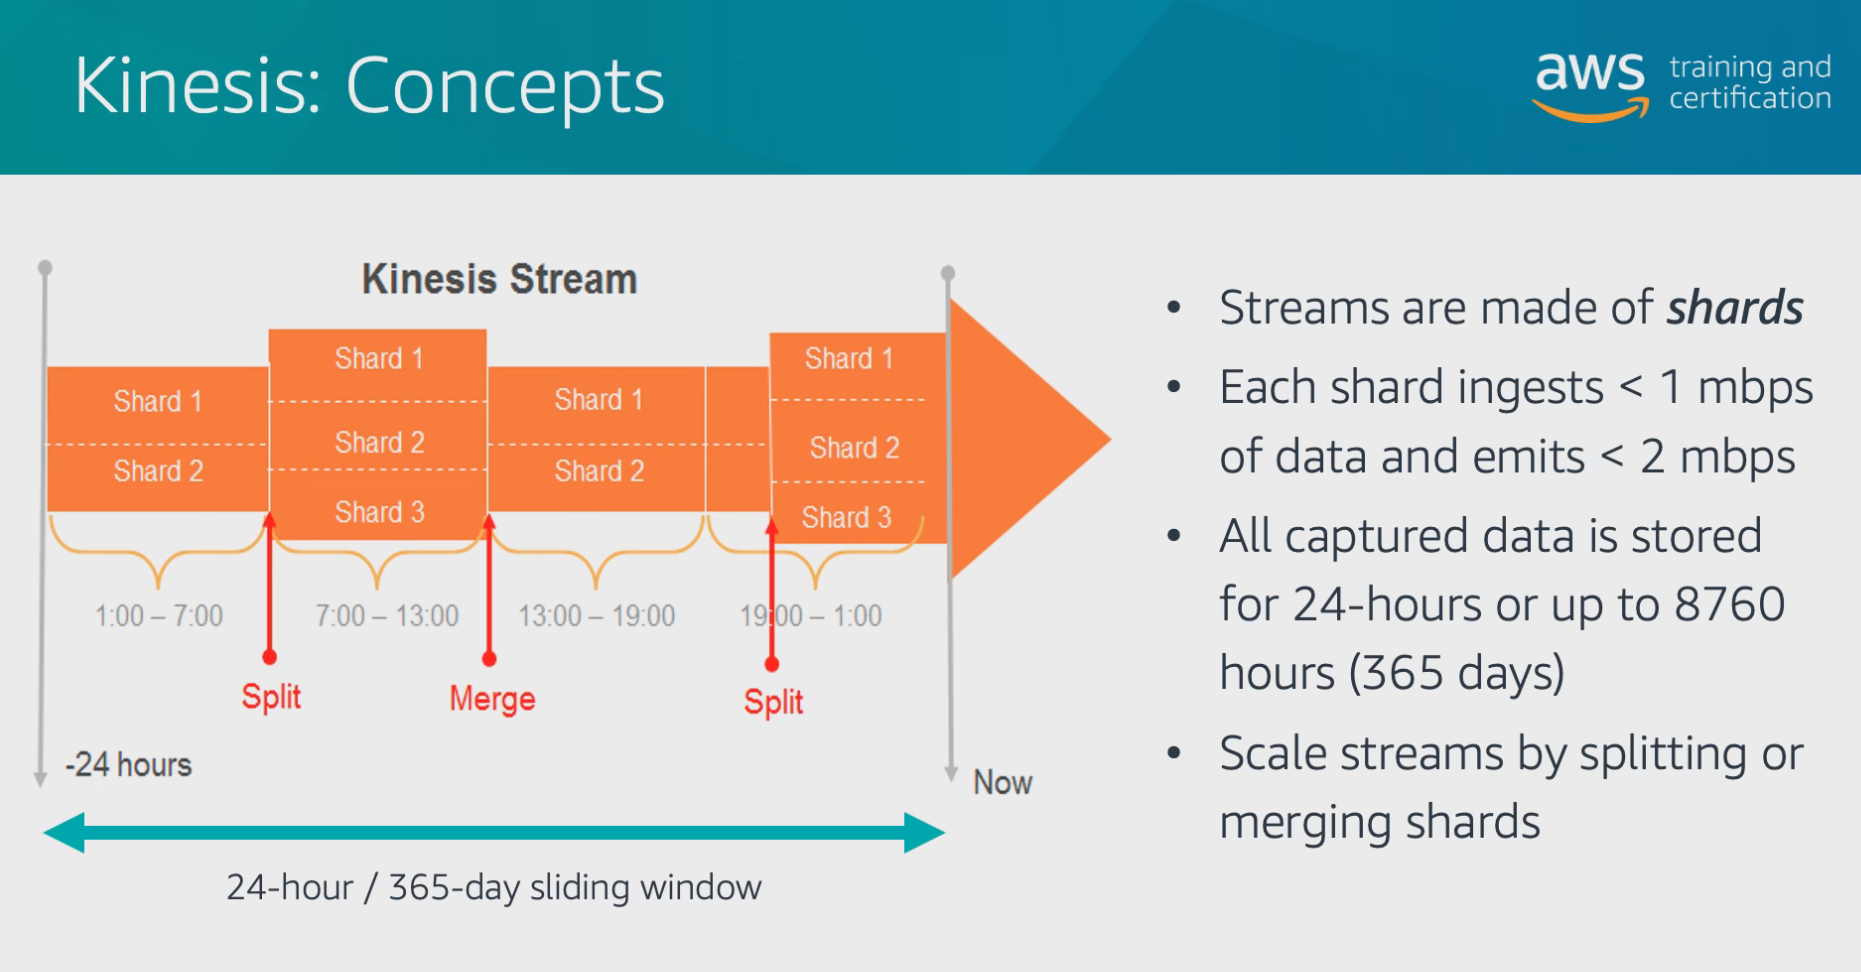 Kinesis: Concepts
aws training and
certification
Kinesis Stream
Shard 1
Shard 2
Shard 1
Shard 2
Shard 3
Shard 1
Shard 2
Shard 1
Shard 2
Shard 3
1:00 – 7:00
7:00 – 13:00
13:00 – 19:00
19:00 – 1:00
Split
Merge
Split
-24 hours
Now
24-hour / 365-day sliding window
• Streams are made of shards
• Each shard ingests < 1 mbps
of data and emits < 2 mbps
• All captured data is stored
for 24-hours or up to 8760
hours (365 days)
• Scale streams by splitting or
merging shards